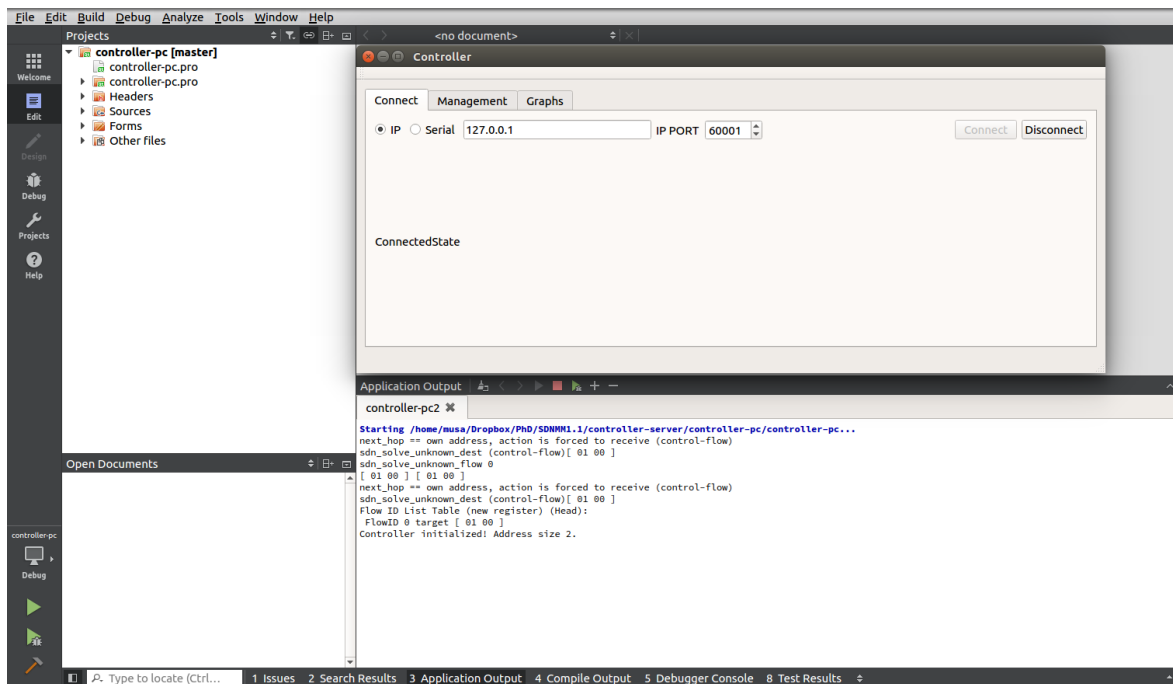 File Edit Build Debug Analyze Tools Window Help
Projects
<no document>
Welcome
Edit
Design
Debug
Projects
Help
controller-pc [master]
controller-pc.pro
controller-pc.pro
Headers
Sources
Forms
Other files
Controller
Connect Management Graphs
IP Serial 127.0.0.1 IP PORT 60001 Connect Disconnect
ConnectedState
Open Documents
Application Output
controller-pc2
Starting /home/musa/Dropbox/PhD/SDNMM1.1/controller-server/controller-pc/controller-pc...
next_hop == own address, action is forced to receive (control-flow)
sdn_solve_unknown_dest (control-flow)[ 01 00 ]
sdn_solve_unknown_flow 0
[ 01 00 ] [ 01 00 ]
next_hop == own address, action is forced to receive (control-flow)
sdn_solve_unknown_dest (control-flow)[ 01 00 ]
Flow ID List Table (new register) (Head):
FlowID 0 target [ 01 00 ]
Controller initialized! Address size 2.
controller-pc
Debug
Type to locate (Ctrl... 1 Issues 2 Search Results 3 Application Output 4 Compile Output 5 Debugger Console 8 Test Results